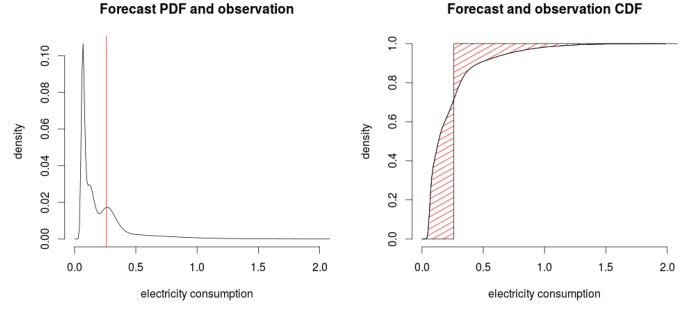 Forecast PDF and observation
density
0.00 0.02 0.04 0.06 0.08 0.10
0.0 0.5 1.0 1.5 2.0
electricity consumption
Forecast and observation CDF
density
0.0 0.2 0.4 0.6 0.8 1.0
0.0 0.5 1.0 1.5 2.0
electricity consumption